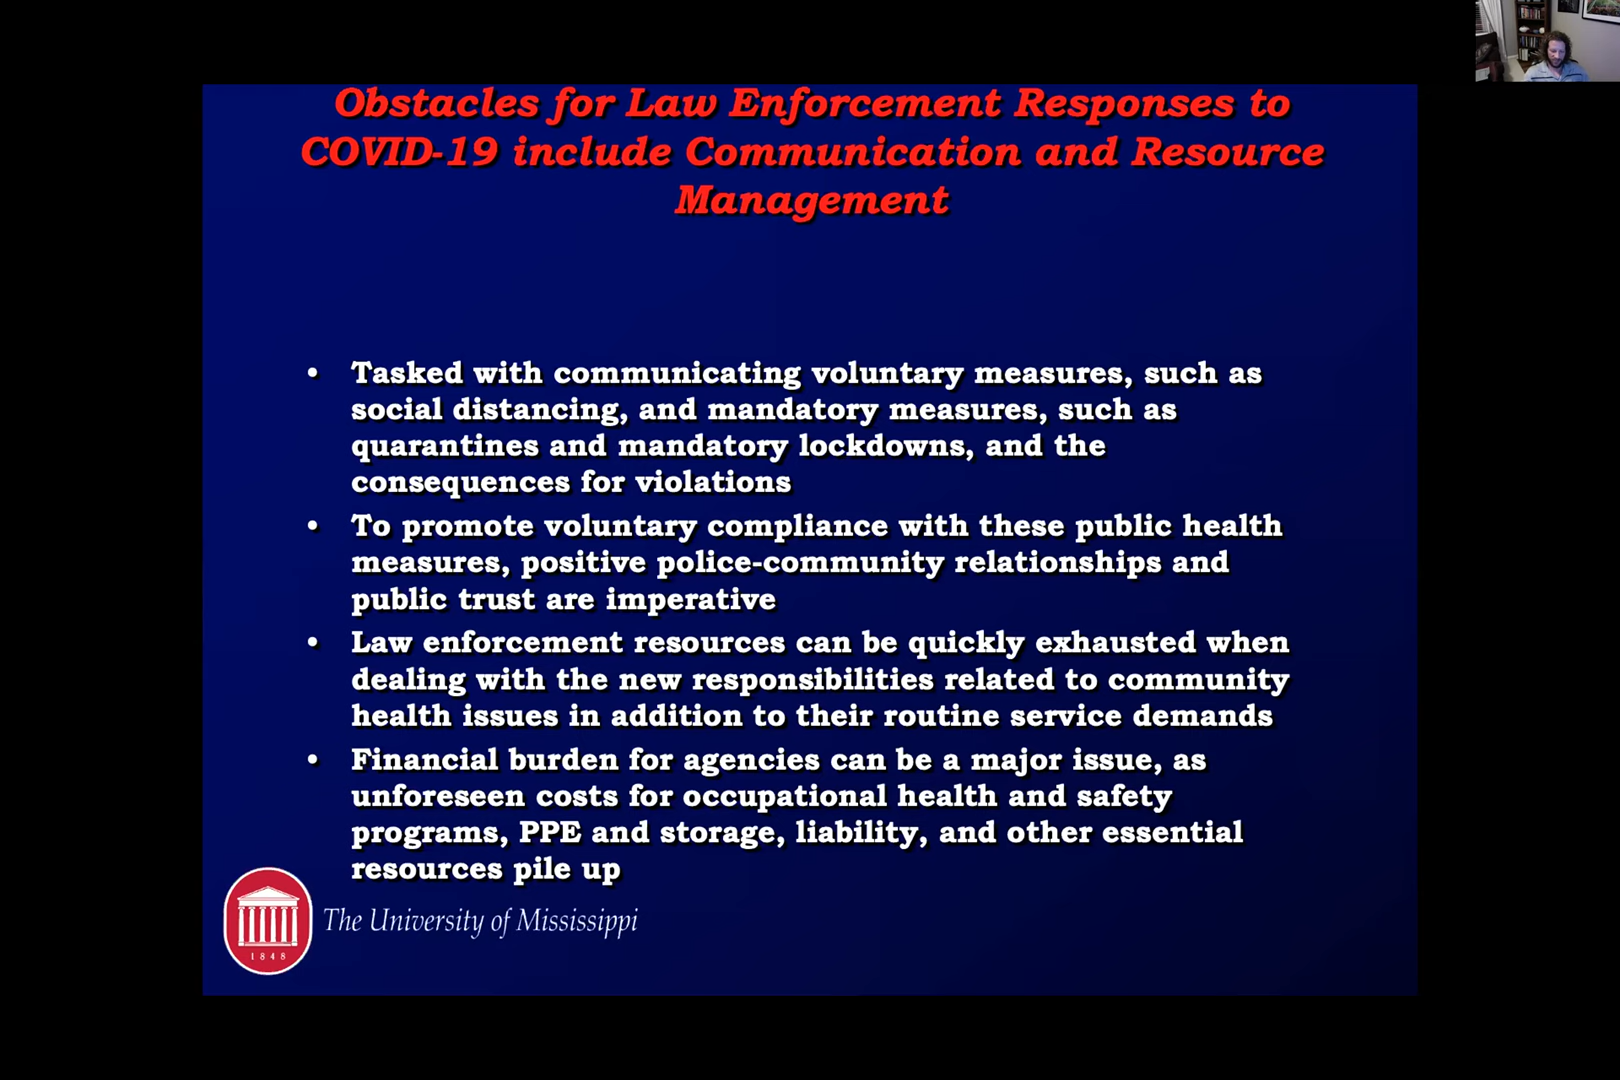 Obstacles for Law Enforcement Responses to
COVID-19 include Communication and Resource
Management
• Tasked with communicating voluntary measures, such as
social distancing, and mandatory measures, such as
quarantines and mandatory lockdowns, and the
consequences for violations
• To promote voluntary compliance with these public health
measures, positive police-community relationships and
public trust are imperative
• Law enforcement resources can be quickly exhausted when
dealing with the new responsibilities related to community
health issues in addition to their routine service demands
• Financial burden for agencies can be a major issue, as
unforeseen costs for occupational health and safety
programs, PPE and storage, liability, and other essential
resources pile up
The University of Mississippi
1848